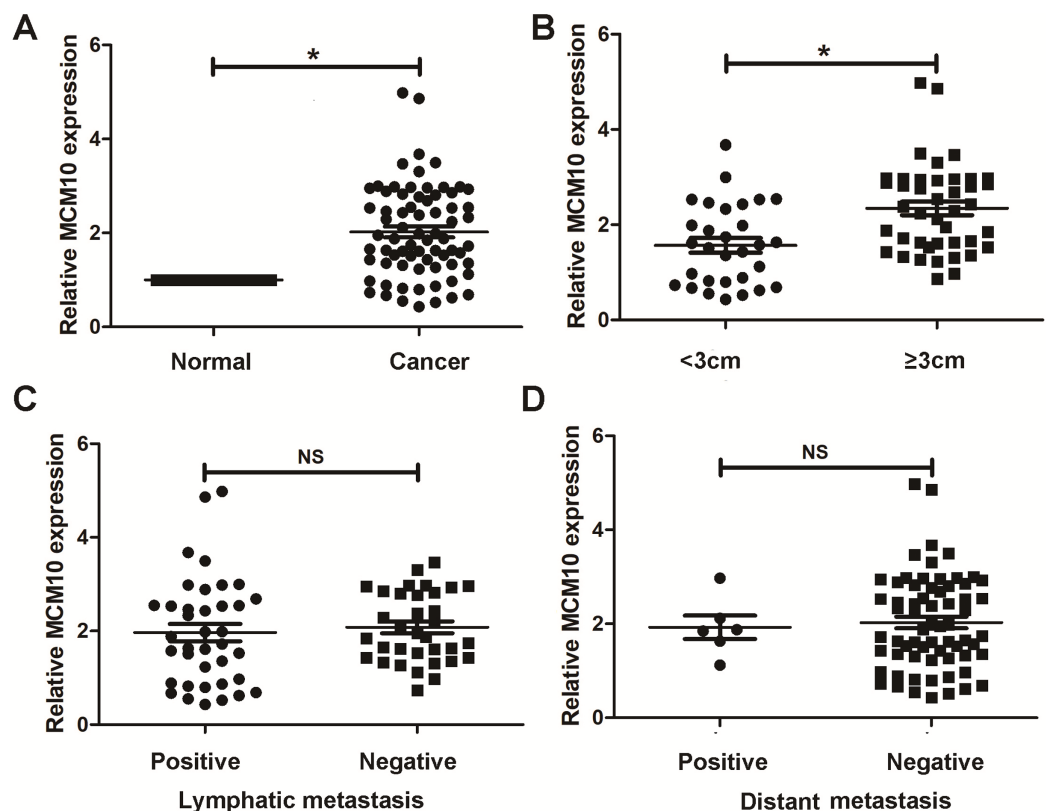 A
B
Relative MCM10 expression
6
4
2
0
*
Normal
Cancer
Relative MCM10 expression
6
4
2
0
*
<3cm
≥3cm
C
D
Relative MCM10 expression
6
4
2
0
NS
Positive
Negative
Lymphatic metastasis
Relative MCM10 expression
6
4
2
0
NS
Positive
Negative
Distant metastasis